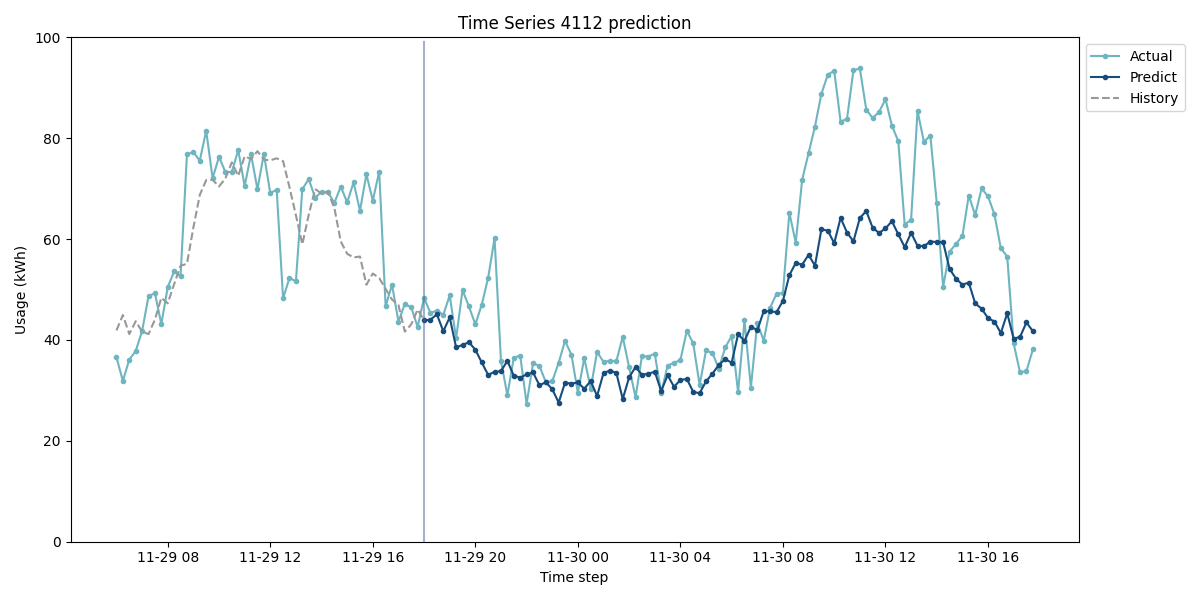 Time Series 4112 prediction
100
80
60
40
20
0
Usage (kWh)
11-29 08
11-29 12
11-29 16
11-29 20
11-30 00
11-30 04
11-30 08
11-30 12
11-30 16
Time step
Actual
Predict
History